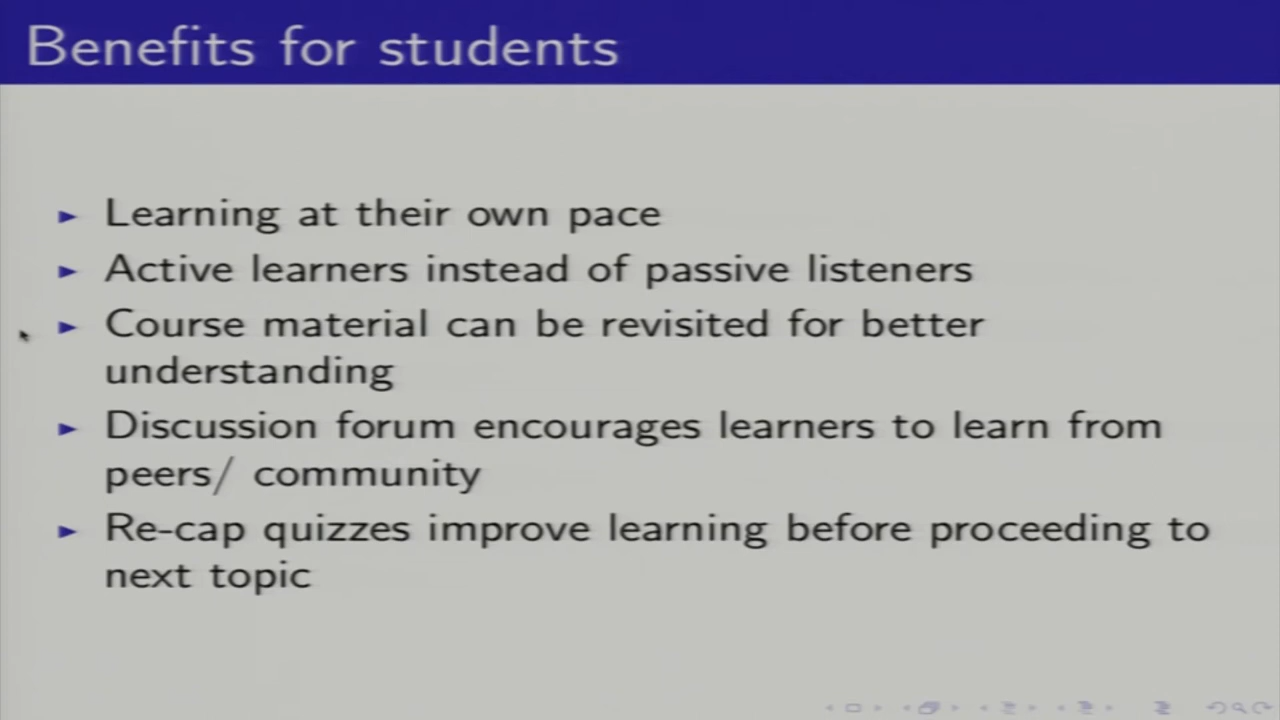 Benefits for students
Learning at their own pace
Active learners instead of passive listeners
Course material can be revisited for better
understanding
Discussion forum encourages learners to learn from
peers/ community
Re-cap quizzes improve learning before proceeding to
next topic